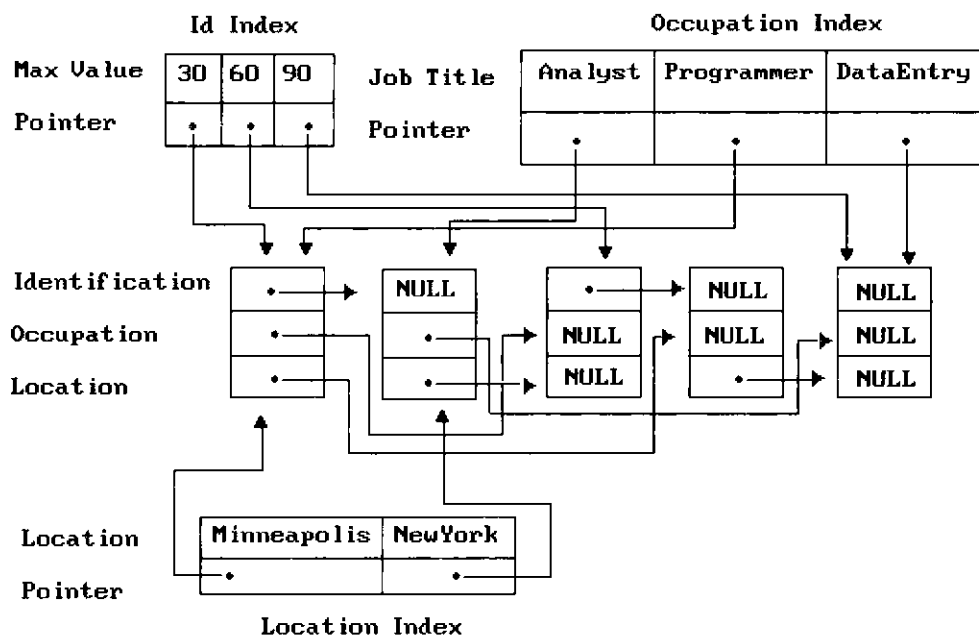 Id Index
Max Value 30 60 90
Pointer
Occupation Index
Job Title Analyst Programmer DataEntry
Pointer
Identification NULL NULL NULL
Occupation NULL NULL NULL
Location NULL NULL
Location Minneapolis NewYork
Pointer
Location Index